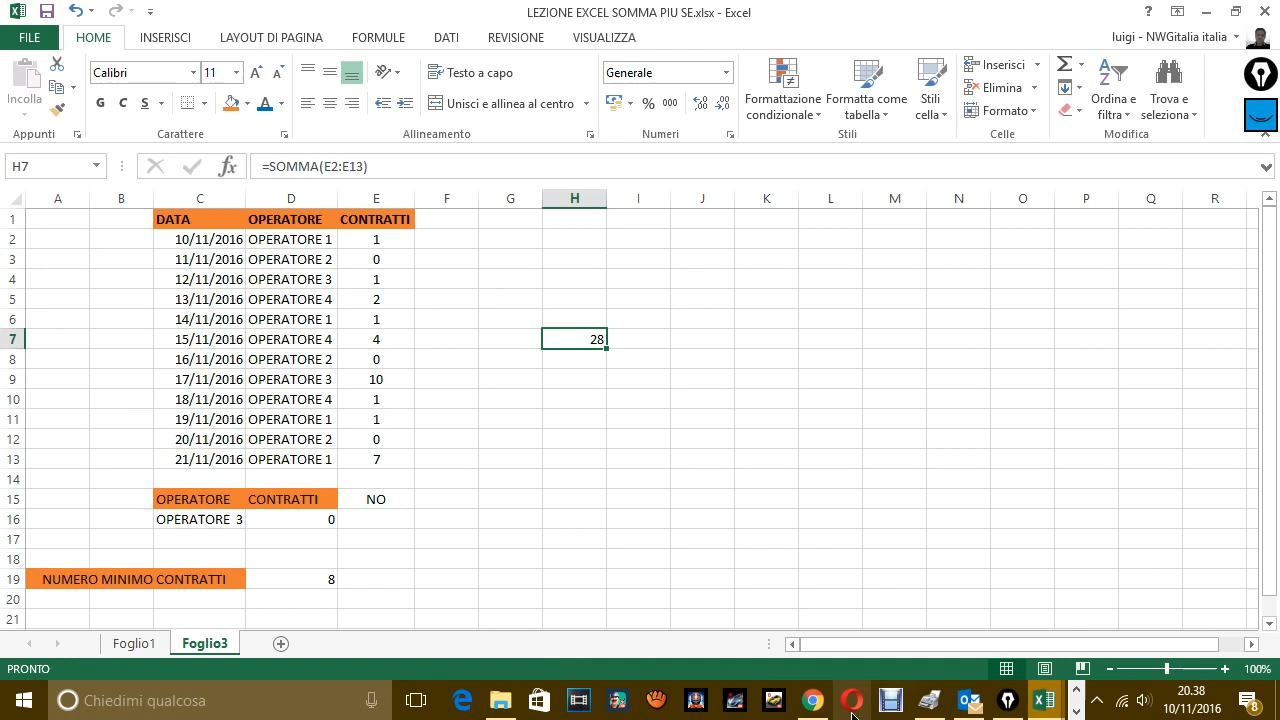 LEZIONE EXCEL SOMMA PIU SE.xlsx - Excel
FILE HOME INSERISCI LAYOUT DI PAGINA FORMULE DATI REVISIONE VISUALIZZA luigi - NWGitalia italia
Incolla
Appunti
Calibri 11
G C S
Carattere
Testo a capo
Unisci e allinea al centro
Allineamento
Generale
% 000
Numeri
Formattazione condizionale
Formatta come tabella
Stili cella
Stili
Inserisci
Elimina
Formato
Celle
Ordina e filtra
Trova e seleziona
Modifica
H7 fx =SOMMA(E2:E13)
A B C D E F G H I J K L M N O P Q R
1 DATA OPERATORE CONTRATTI
2 10/11/2016 OPERATORE 1 1
3 11/11/2016 OPERATORE 2 0
4 12/11/2016 OPERATORE 3 1
5 13/11/2016 OPERATORE 4 2
6 14/11/2016 OPERATORE 1 1
7 15/11/2016 OPERATORE 4 4 28
8 16/11/2016 OPERATORE 2 0
9 17/11/2016 OPERATORE 3 10
10 18/11/2016 OPERATORE 4 1
11 19/11/2016 OPERATORE 1 1
12 20/11/2016 OPERATORE 2 0
13 21/11/2016 OPERATORE 1 7
14
15 OPERATORE CONTRATTI NO
16 OPERATORE 3 0
17
18
19 NUMERO MINIMO CONTRATTI 8
20
21
Foglio1 Foglio3
PRONTO 100%
Chiedimi qualcosa
20.38
10/11/2016
8